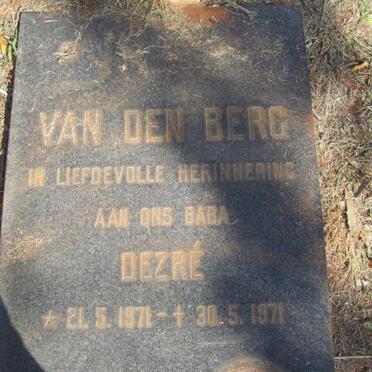 VAN DEN BERG
IN LIEFDEVOLLE HERINNERING
AAN ONS BABA
DEZRÉ
* 21. 5. 1971 - † 30. 5. 1971